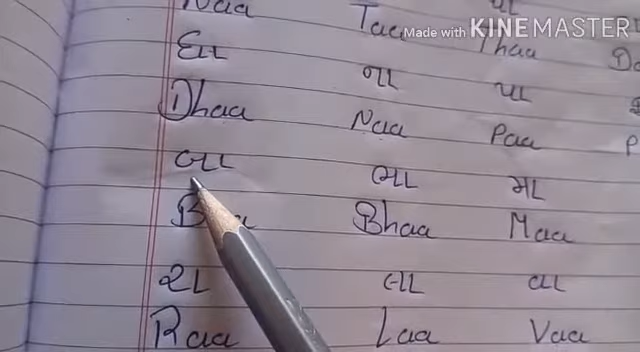 Naa Taa Thaa
Made with KINEMASTER
ધા ના પા
Dhaa Naa Paa P
બા ભા મા
Bhaa Maa
રા લા વા
Raa Laa Vaa